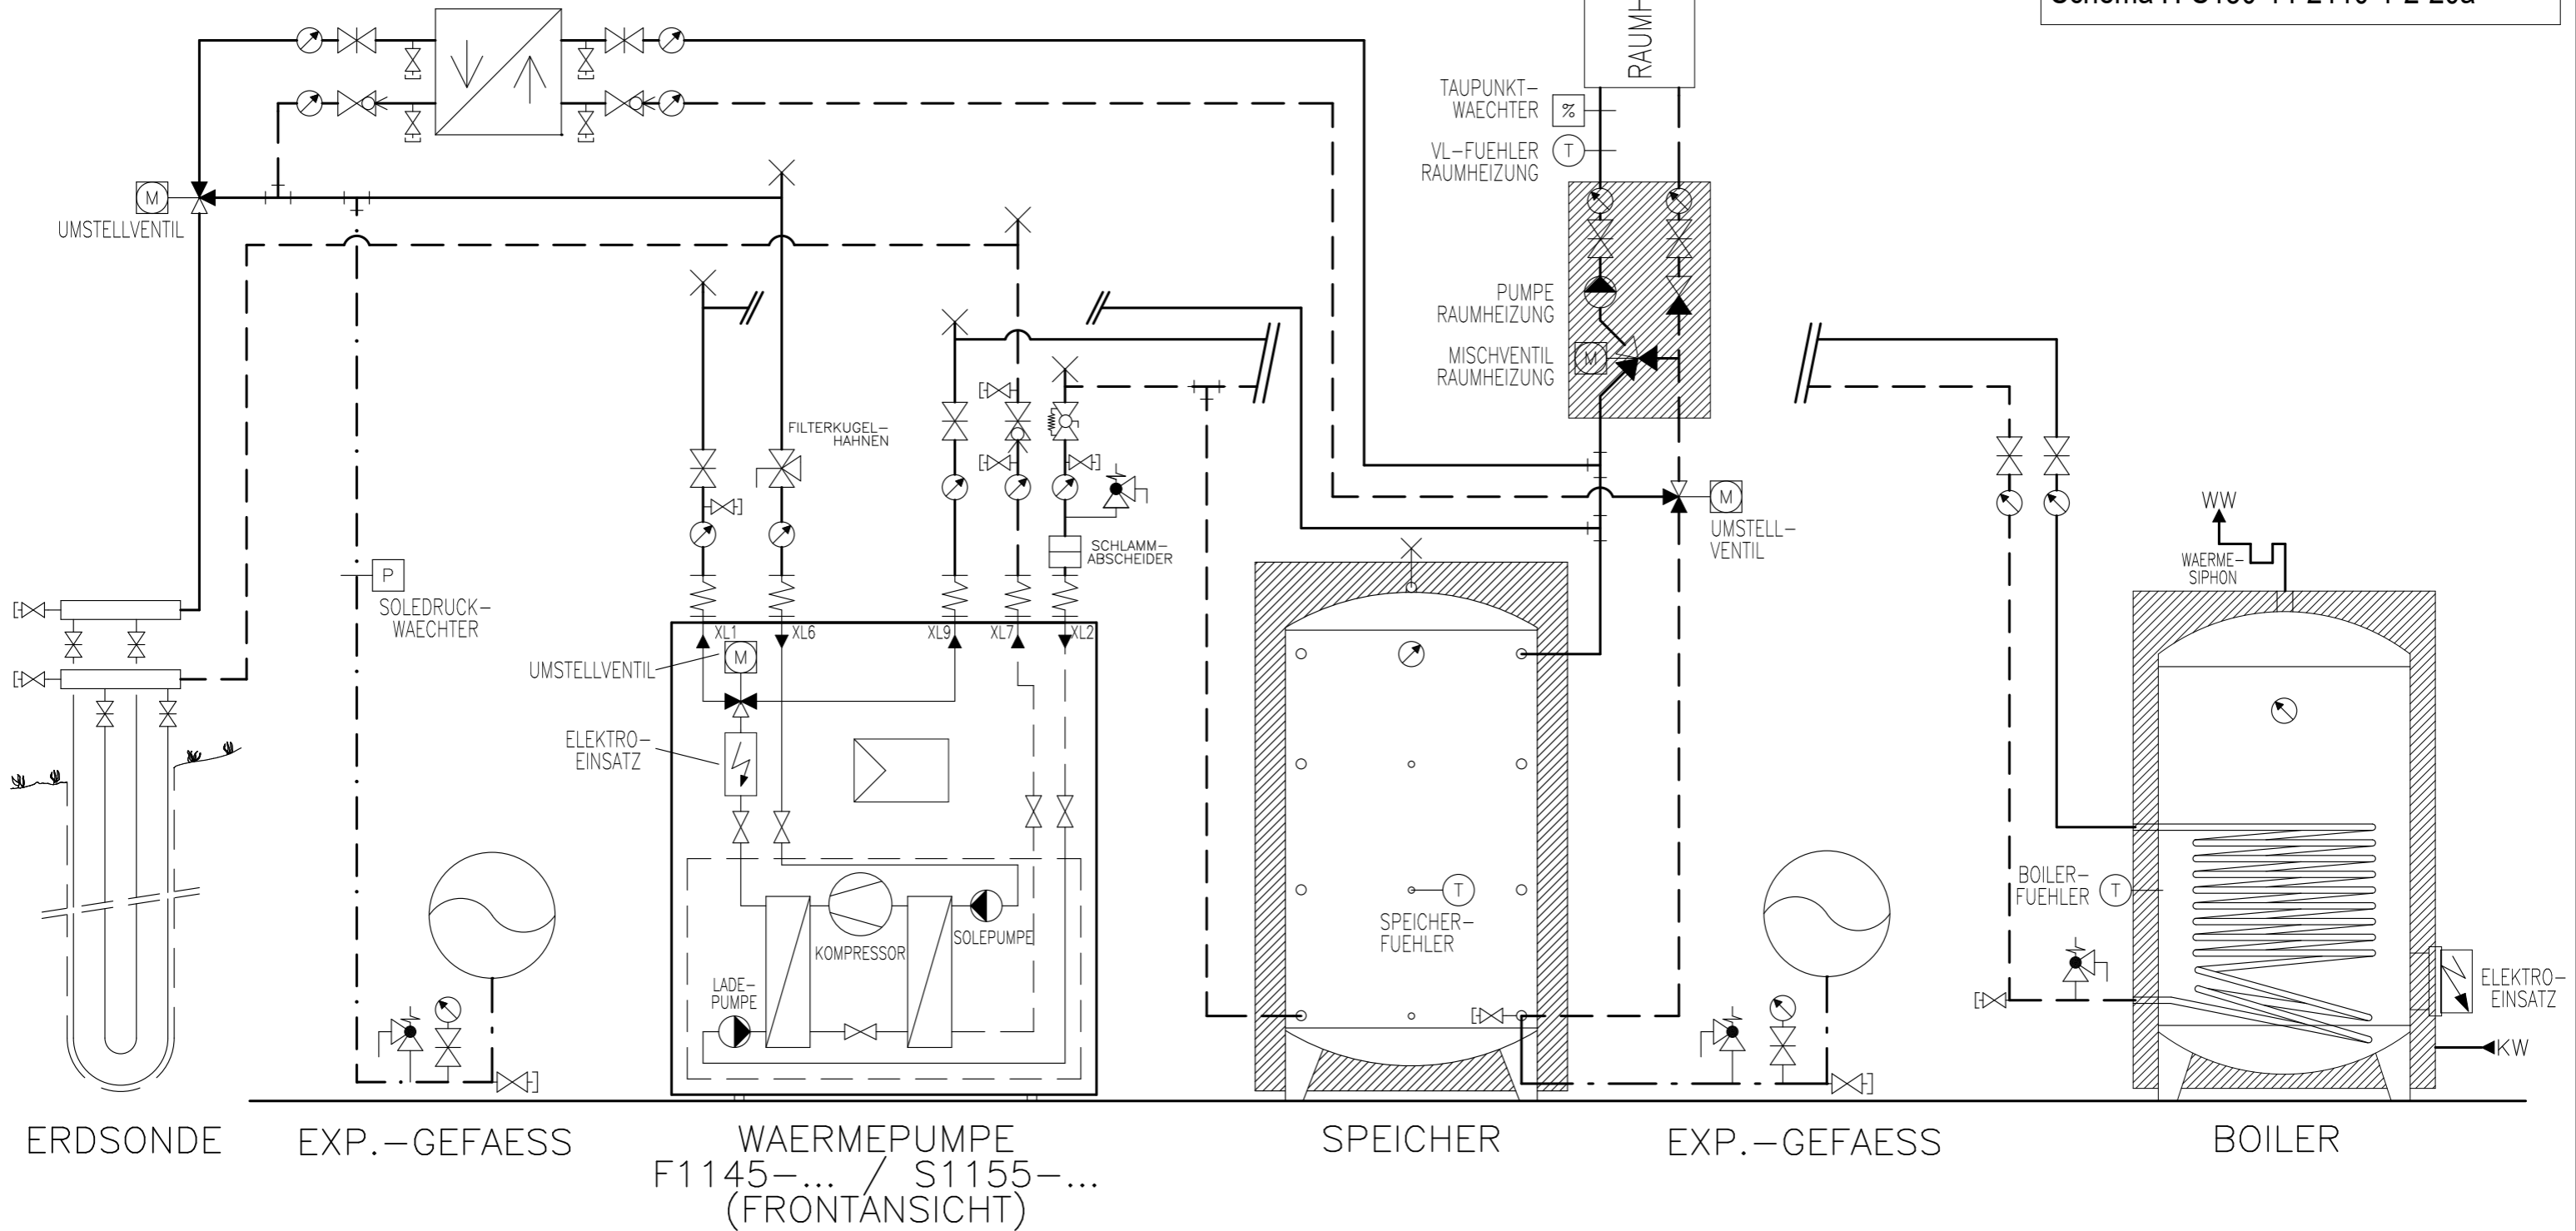 RAUMH
TAUPUNKT-
WAECHTER
%
VL-FUEHLER
RAUMHEIZUNG
T
M
UMSTELLVENTIL
PUMPE
RAUMHEIZUNG
MISCHVENTIL
RAUMHEIZUNG
M
FILTERKUGEL-
HAHNEN
M
UMSTELL-
VENTIL
SCHLAMM-
ABSCHEIDER
WW
WAERME-
SIPHON
P
SOLEDRUCK-
WAECHTER
XL1
XL6
XL9
XL7
XL2
UMSTELLVENTIL
M
ELEKTRO-
EINSATZ
KOMPRESSOR
SOLEPUMPE
LADE-
PUMPE
T
SPEICHER-
FUEHLER
BOILER-
FUEHLER
T
ELEKTRO-
EINSATZ
KW
ERDSONDE
EXP.-GEFAESS
WAERMEPUMPE
F1145-... / S1155-...
(FRONTANSICHT)
SPEICHER
EXP.-GEFAESS
BOILER